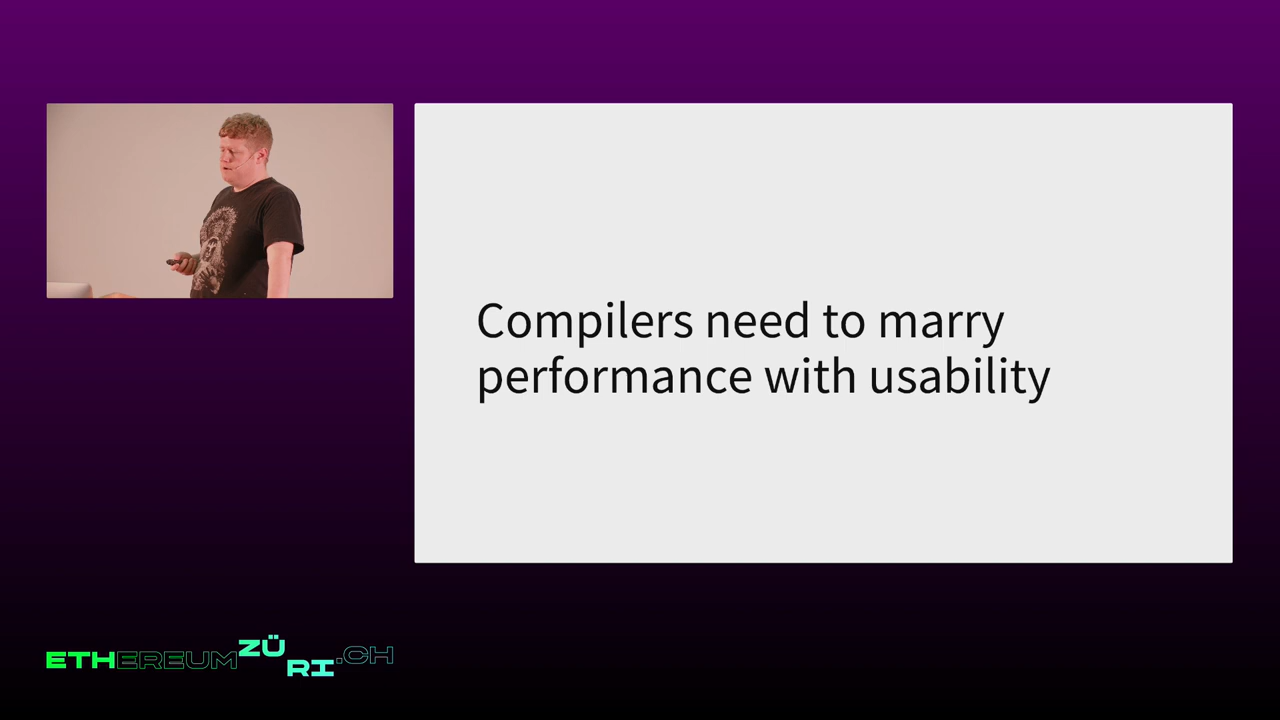 Compilers need to marry
performance with usability
ETHEREUMZÜRI.CH